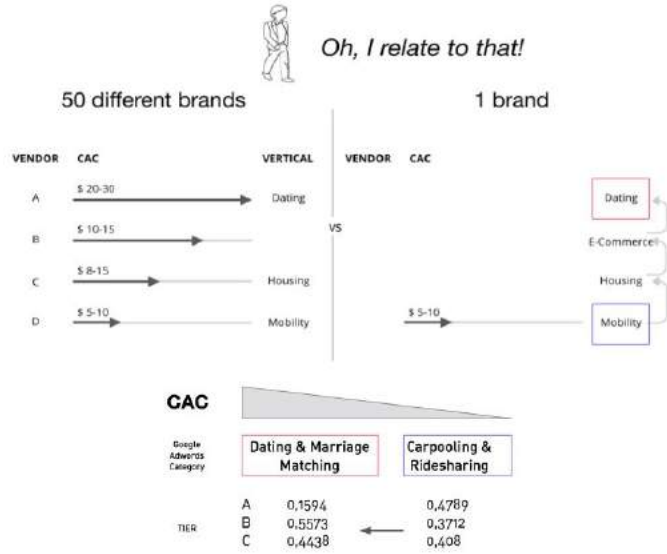 Oh, I relate to that!
50 different brands
1 brand
VENDOR CAC VERTICAL
VENDOR CAC
A $ 20-30 Dating
B $ 10-15
C $ 8-15 Housing
D $ 5-10 Mobility
VS
Dating
E-Commerce
Housing
$ 5-10 Mobility
CAC
Google
Adwords
Category
Dating & Marriage
Matching
Carpooling &
Ridesharing
TIER
A 0,1594 0,4789
B 0,5573 0,3712
C 0,4438 0,408